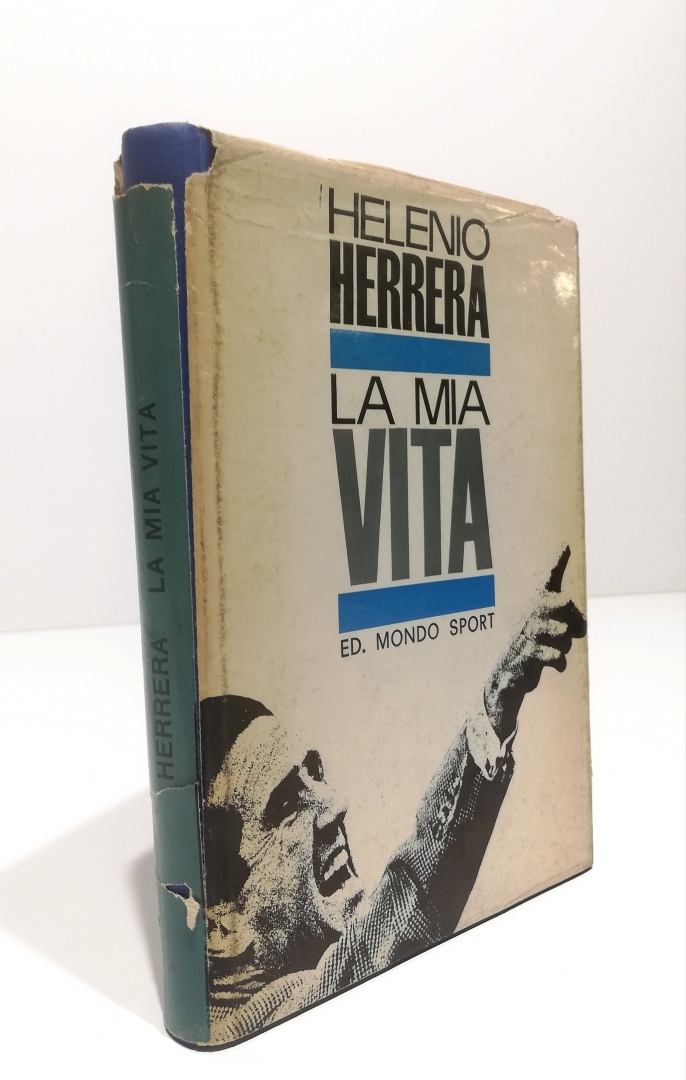 HELENIO
HERRERA
LA MIA
VITA
ED. MONDO SPORT
HERRERA LA MIA VITA